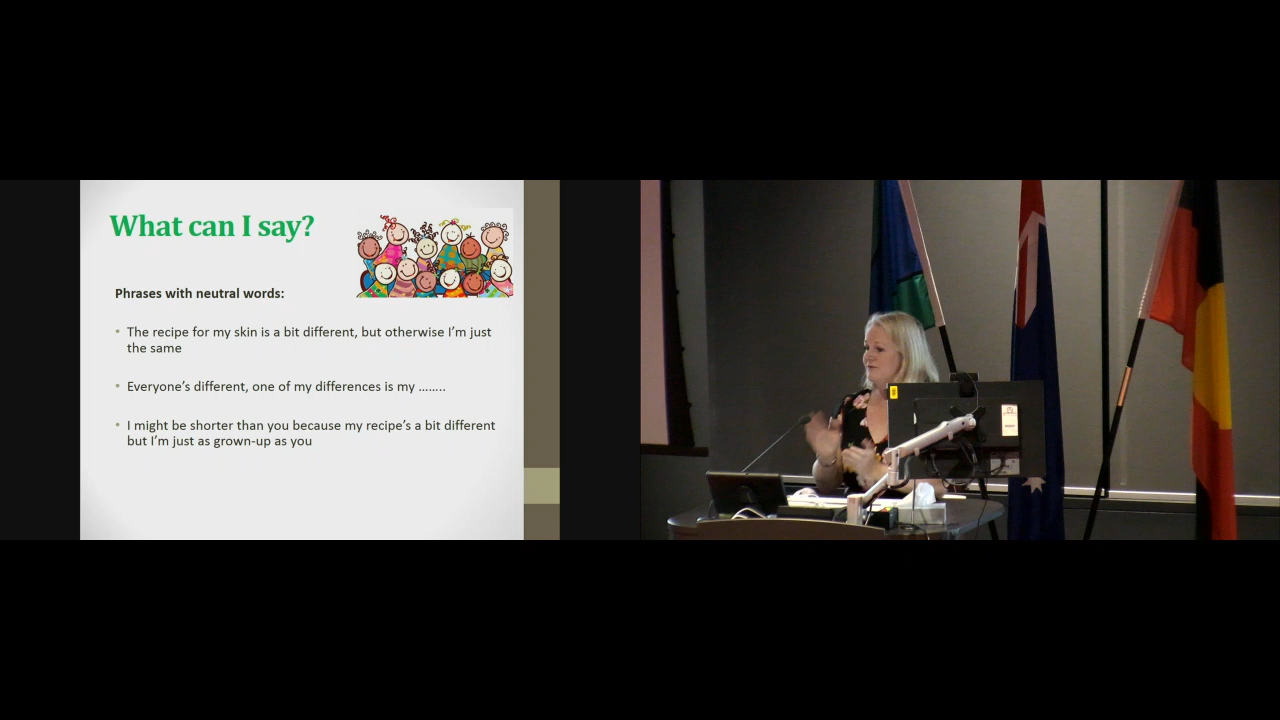 What can I say?
Phrases with neutral words:
• The recipe for my skin is a bit different, but otherwise I'm just
the same
• Everyone's different, one of my differences is my ........
• I might be shorter than you because my recipe's a bit different
but I'm just as grown-up as you